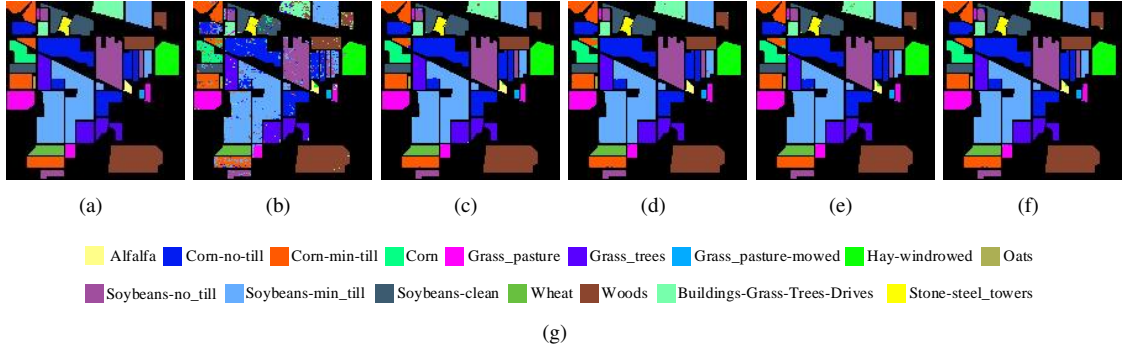 (a) (b) (c) (d) (e) (f)
Alfalfa Corn-no-till Corn-min-till Corn Grass_pasture Grass_trees Grass_pasture-mowed Hay-windrowed Oats
Soybeans-no_till Soybeans-min_till Soybeans-clean Wheat Woods Buildings-Grass-Trees-Drives Stone-steel_towers
(g)